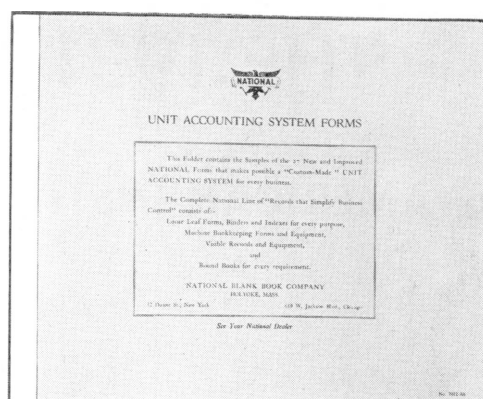 NATIONAL
UNIT ACCOUNTING SYSTEM FORMS
This Folder contains the Samples of the 27 New and Improved
NATIONAL Forms that makes possible a "Custom-Made" UNIT
ACCOUNTING SYSTEM for every business.
The Complete National Line of "Records that Simplify Business
Control" consists of:-
Loose Leaf Forms, Binders and Indexes for every purpose,
Machine Bookkeeping Forms and Equipment,
Visible Records and Equipment,
and
Bound Books for every requirement.
NATIONAL BLANK BOOK COMPANY
HOLYOKE, MASS.
New York W. Jackson Blvd., Chicago
See Your National Dealer
No.